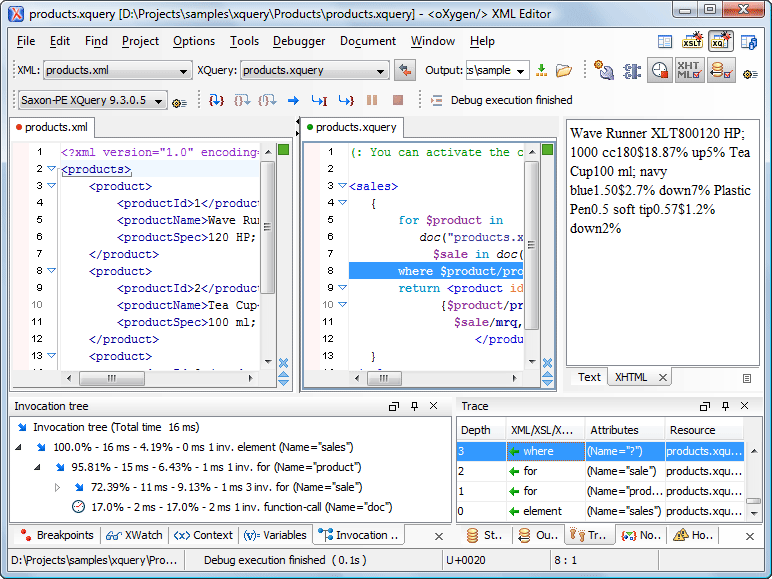 products.xquery [D:\Projects\samples\xquery\Products\products.xquery] - <oXygen/> XML Editor
File Edit Find Project Options Tools Debugger Document Window Help
XML: products.xml XQuery: products.xquery Output: :s\sample
Saxon-PE XQuery 9.3.0.5 Debug execution finished
products.xml
1 <?xml version="1.0" encoding=
2 <products>
3 <product>
4 <productId>1</
5 <productName>Wave Run
6 <productSpec>120 HP;
7 </product>
8 <product>
9 <productId>2</
10 <productName>Tea Cup
11 <productSpec>100 ml;
12 </product>
13 <product>
products.xquery
1 (: You can activate the c
2
3 <sales>
4 {
5 for $product in
6 doc("products.x
7 $sale in doc(
8 where $product/pro
9 return <product id
10 {$product/pr
11 $sale/mrq,
12 </produ
13 }
Wave Runner XLT800120 HP;
1000 cc180$18.87% up5% Tea
Cup100 ml; navy
blue1.50$2.7% down7% Plastic
Pen0.5 soft tip0.57$1.2%
down2%
Text XHTML
Invocation tree
Invocation tree (Total time 16 ms)
100.0% - 16 ms - 4.19% - 0 ms 1 inv. element (Name="sales")
95.81% - 15 ms - 6.43% - 1 ms 1 inv. for (Name="product")
72.39% - 11 ms - 9.13% - 1 ms 3 inv. for (Name="sale")
17.0% - 2 ms - 17.0% - 2 ms 1 inv. function-call (Name="doc")
Trace
Depth XML/XSL/X... Attributes Resource
3 where (Name="?") products.xqu...
2 for (Name="sale") products.xqu...
1 for (Name="prod... products.xqu...
0 element (Name="sales") products.xqu...
Breakpoints XWatch Context Variables Invocation ..
St.. Ou.. Tr.. No.. Ho..
D:\Projects\samples\xquery\Pro... Debug execution finished ( 0.1s ) U+0020 8 : 1